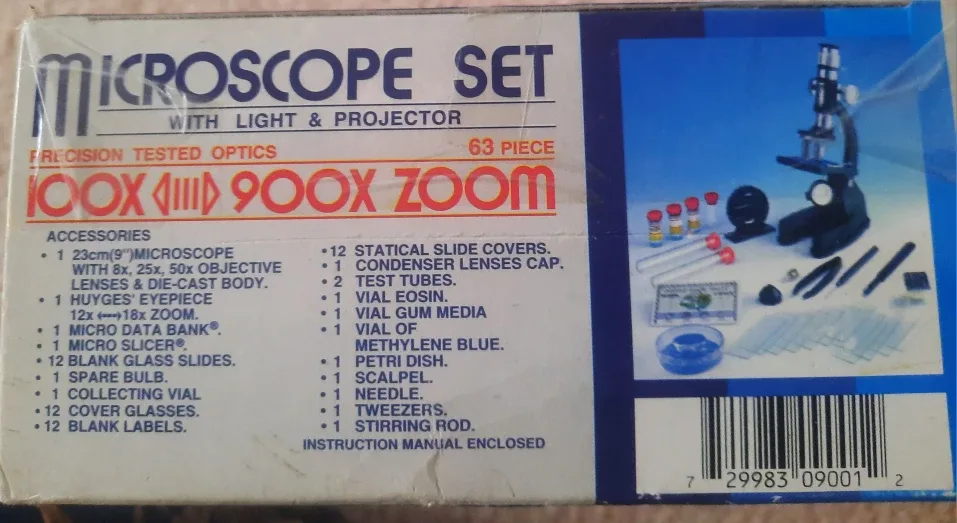 MICROSCOPE SET
WITH LIGHT & PROJECTOR
PRECISION TESTED OPTICS 63 PIECE
100X 900X ZOOM
ACCESSORIES
• 1 23cm(9")MICROSCOPE
WITH 8x, 25x, 50x OBJECTIVE
LENSES & DIE-CAST BODY.
• 1 HUYGES' EYEPIECE
12x ↔ 18x ZOOM.
• 1 MICRO DATA BANK®.
• 1 MICRO SLICER®.
• 12 BLANK GLASS SLIDES.
• 1 SPARE BULB.
• 1 COLLECTING VIAL
• 12 COVER GLASSES.
• 12 BLANK LABELS.
• 12 STATICAL SLIDE COVERS.
• 1 CONDENSER LENSES CAP.
• 2 TEST TUBES.
• 1 VIAL EOSIN.
• 1 VIAL GUM MEDIA
• 1 VIAL OF
METHYLENE BLUE.
• 1 PETRI DISH.
• 1 SCALPEL.
• 1 NEEDLE.
• 1 TWEEZERS.
• 1 STIRRING ROD.
INSTRUCTION MANUAL ENCLOSED
7 29983 09001 2